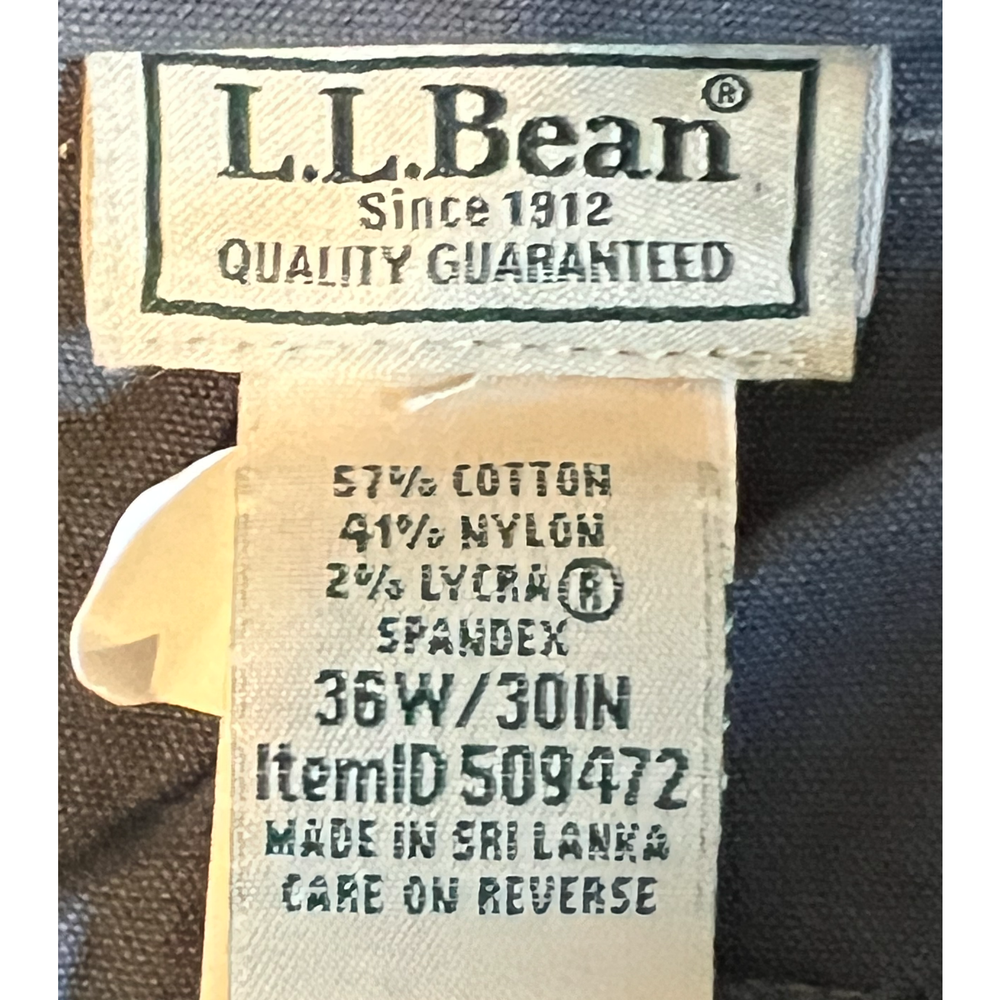 L.L.Bean®
Since 1912
QUALITY GUARANTEED
57% COTTON
41% NYLON
2% LYCRA®
SPANDEX
36W/30IN
ItemID 509472
MADE IN SRI LANKA
CARE ON REVERSE